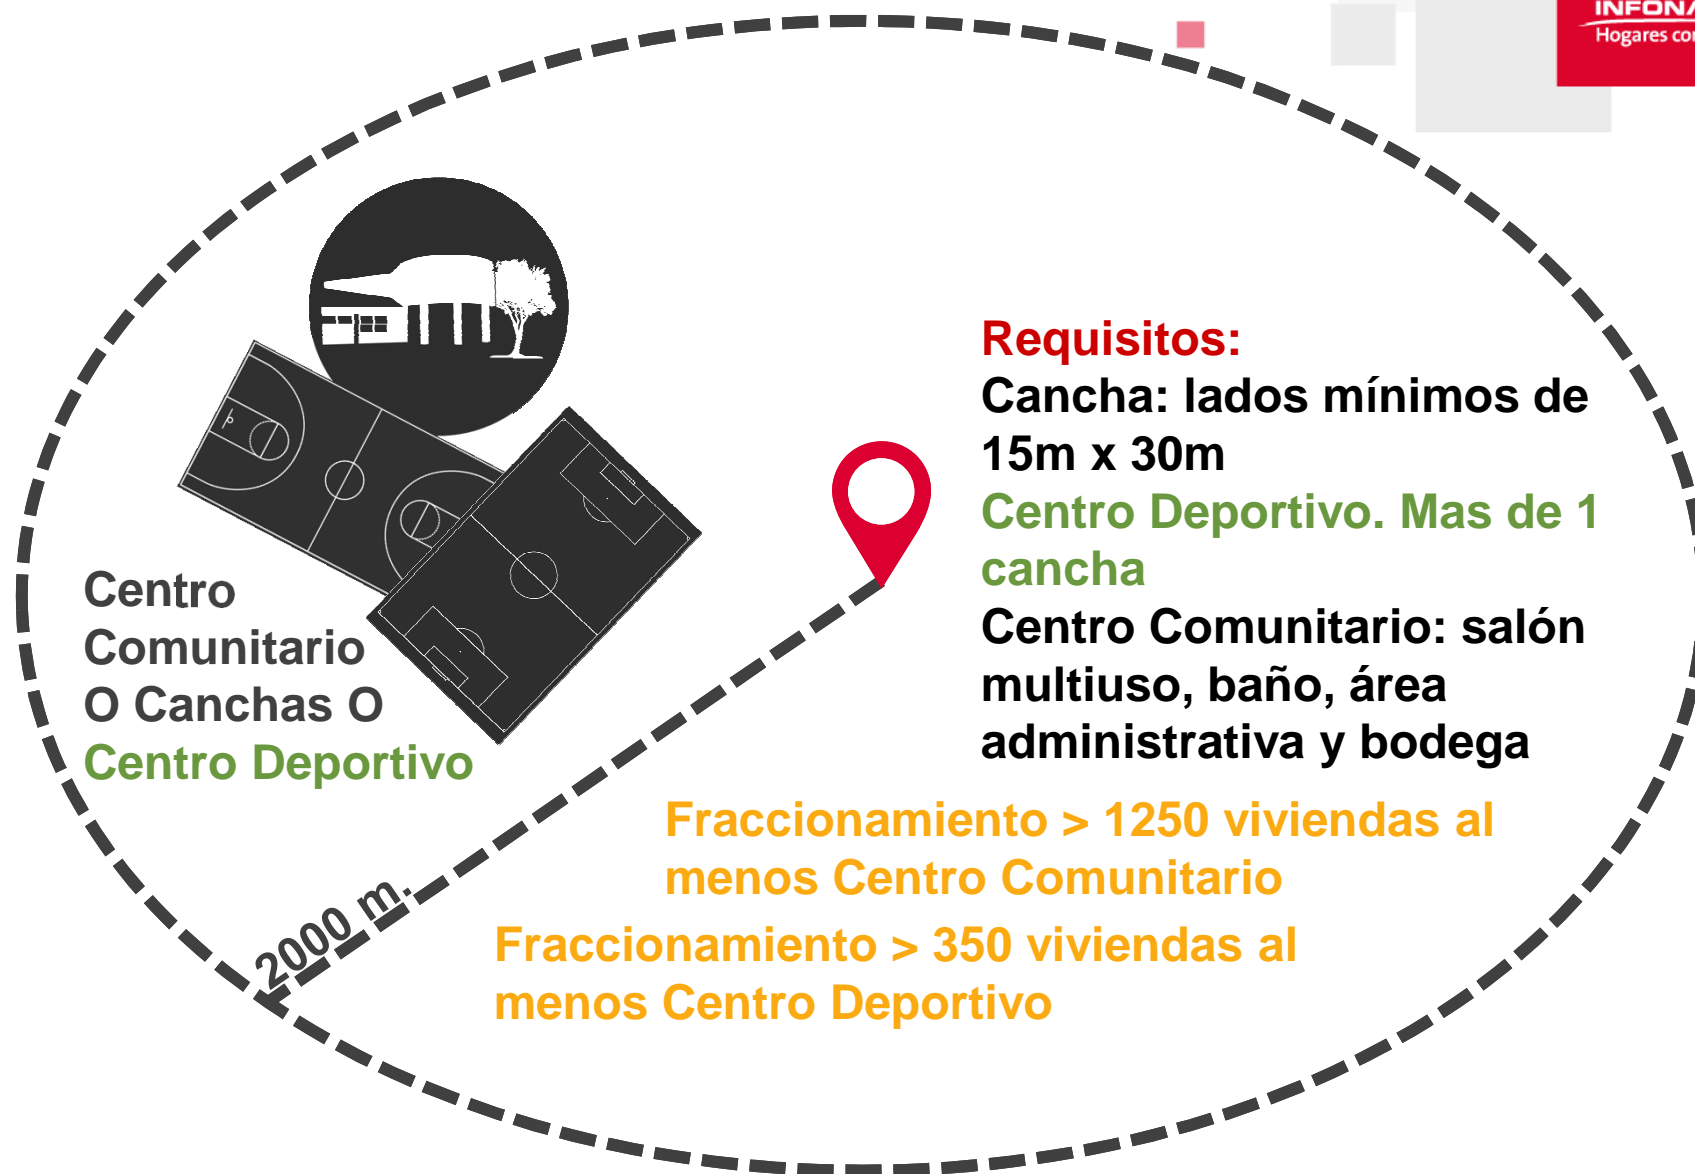 Hogares
Requisitos:
Cancha: lados mínimos de
15m x 30m
Centro Deportivo. Mas de 1
cancha
Centro Comunitario: salón
multiuso, baño, área
administrativa y bodega
Centro
Comunitario
O Canchas O
Centro Deportivo
Fraccionamiento > 1250 viviendas al
menos Centro Comunitario
2000 m.
Fraccionamiento > 350 viviendas al
menos Centro Deportivo